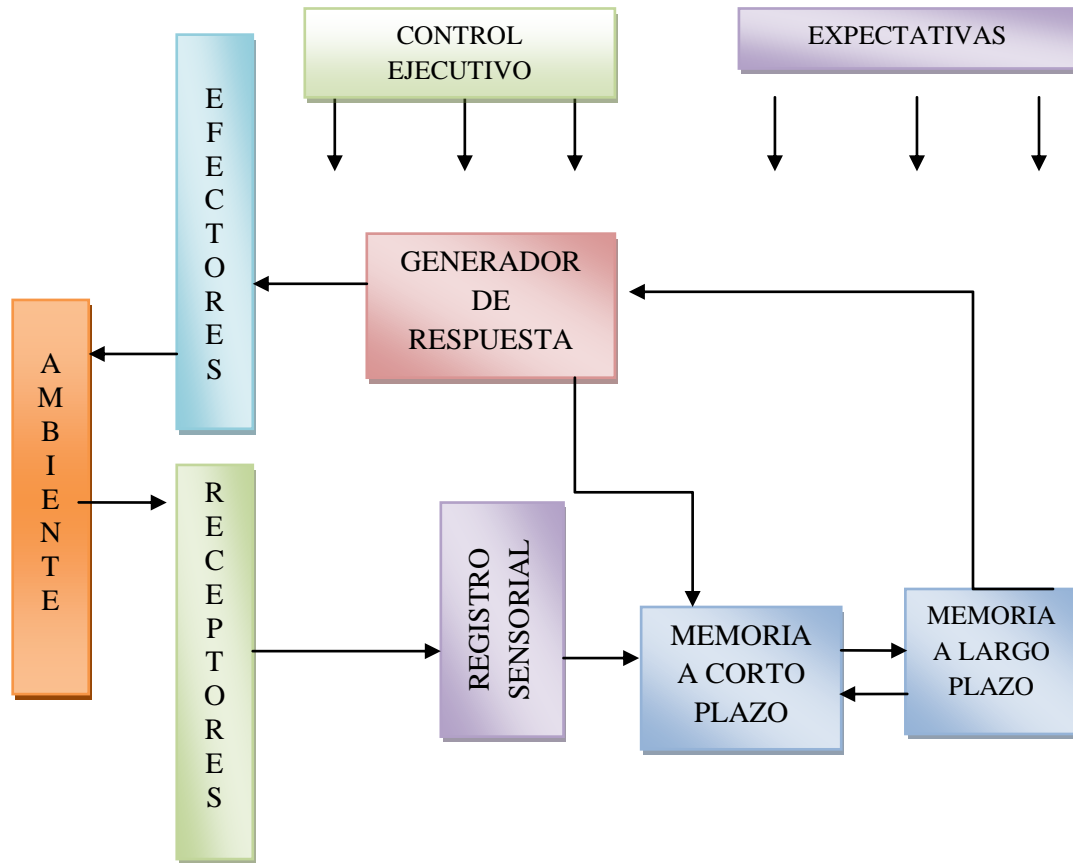 CONTROL
EJECUTIVO
EXPECTATIVAS
EFECTORES
GENERADOR
DE
RESPUESTA
AMBIENTE
RECEPTORES
REGISTRO
SENSORIAL
MEMORIA
A CORTO
PLAZO
MEMORIA
A LARGO
PLAZO